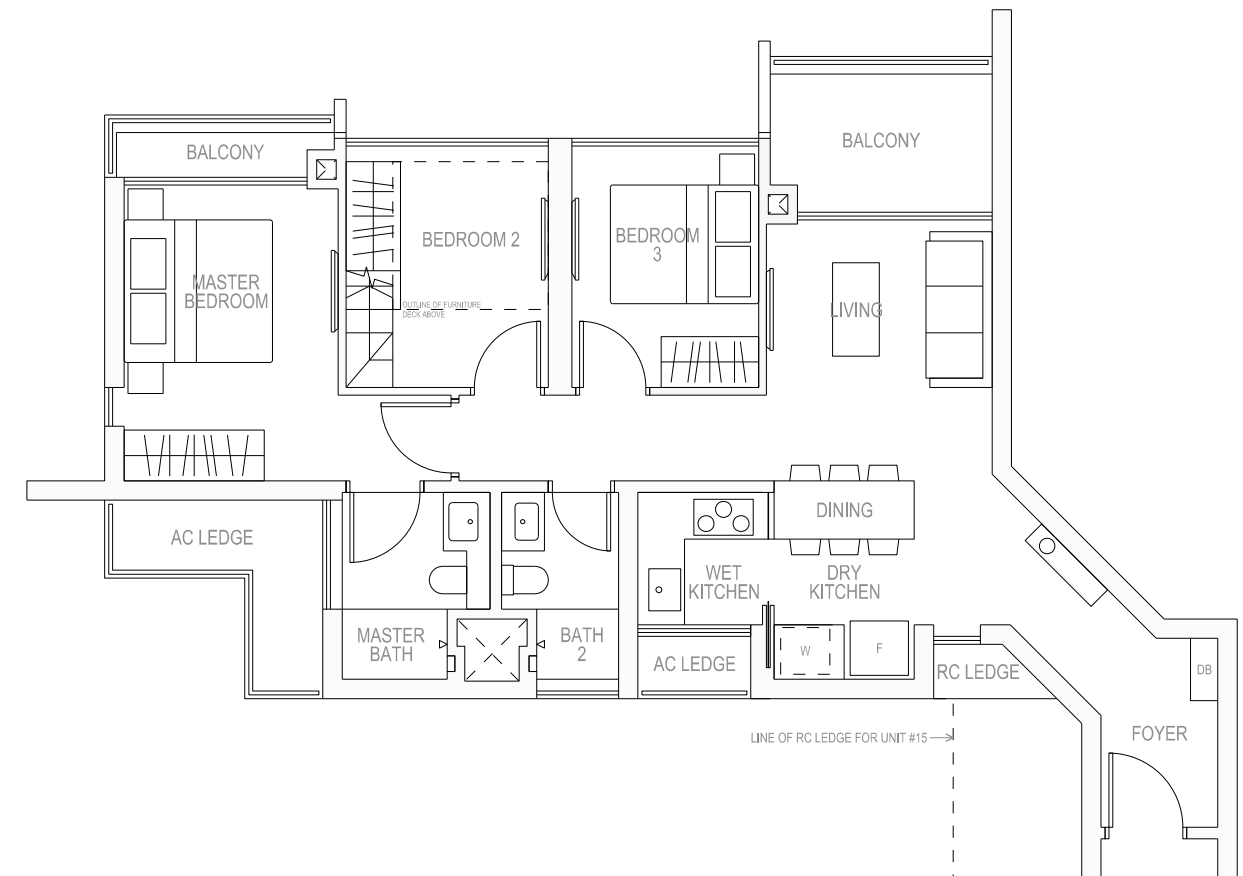 BALCONY
BALCONY
BEDROOM 2
BEDROOM
3
MASTER
BEDROOM
OUTLINE OF FURNITURE
DECK ABOVE
LIVING
DINING
AC LEDGE
WET
KITCHEN
DRY
KITCHEN
MASTER
BATH
BATH
2
AC LEDGE
W
F
RC LEDGE
DB
LINE OF RC LEDGE FOR UNIT #15
FOYER